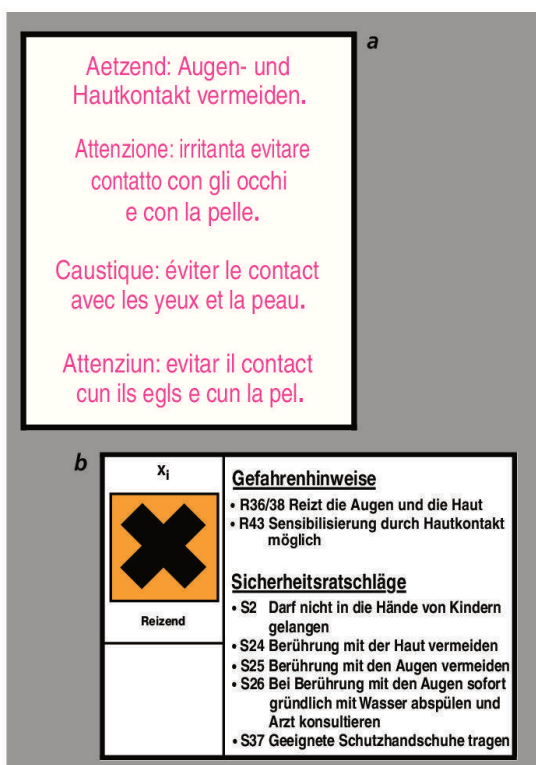 a
Aetzend: Augen- und
Hautkontakt vermeiden.
Attenzione: irritanta evitare
contatto con gli occhi
e con la pelle.
Caustique: éviter le contact
avec les yeux et la peau.
Attenziun: evitar il contact
cun ils egls e cun la pel.
b
xi
Reizend
Gefahrenhinweise
• R36/38 Reizt die Augen und die Haut
• R43 Sensibilisierung durch Hautkontakt
möglich
Sicherheitsratschläge
• S2 Darf nicht in die Hände von Kindern
gelangen
• S24 Berührung mit der Haut vermeiden
• S25 Berührung mit den Augen vermeiden
• S26 Bei Berührung mit den Augen sofort
gründlich mit Wasser abspülen und
Arzt konsultieren
• S37 Geeignete Schutzhandschuhe tragen